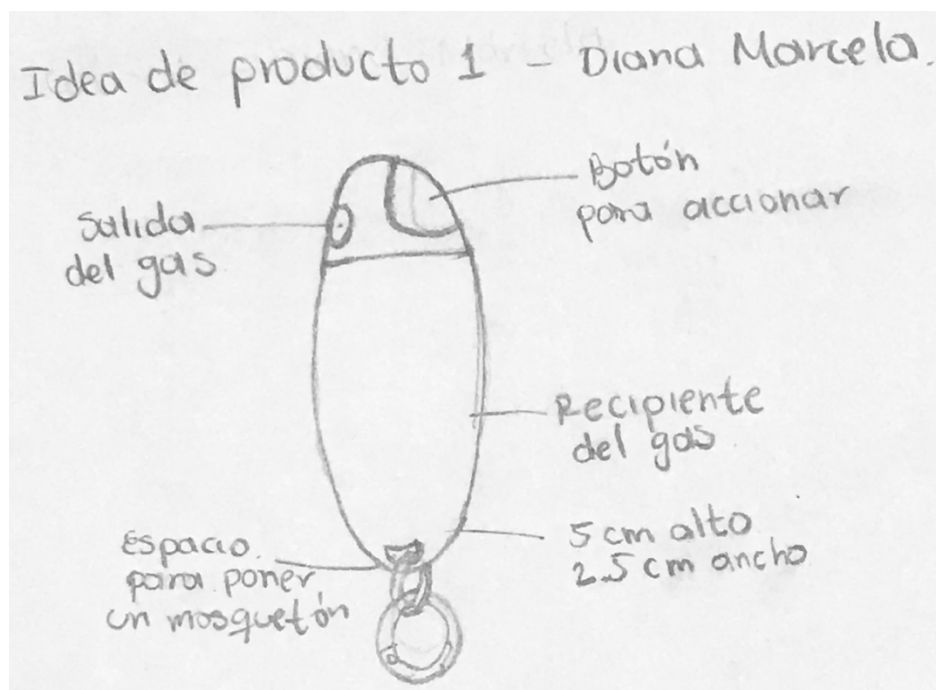 Idea de producto 1 - Diana Marcela.
Botón
para accionar
Salida
del gas
Recipiente
del gas
5 cm alto
2.5 cm ancho
Espacio
para poner
un mosquetón